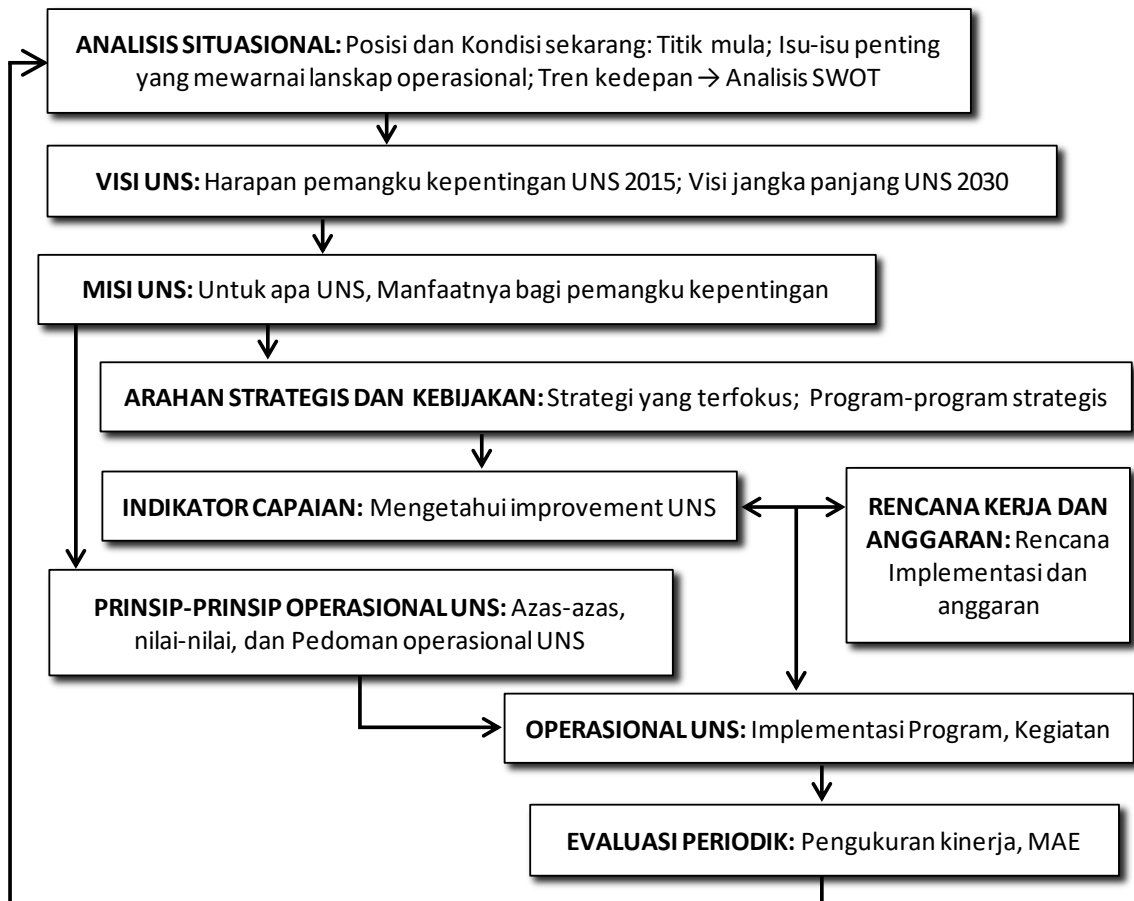 ANALISIS SITUASIONAL: Posisi dan Kondisi sekarang: Titik mula; Isu-isu penting
yang mewarnai lanskap operasional; Tren kedepan → Analisis SWOT
VISI UNS: Harapan pemangku kepentingan UNS 2015; Visi jangka panjang UNS 2030
MISI UNS: Untuk apa UNS, Manfaatnya bagi pemangku kepentingan
ARAHAN STRATEGIS DAN KEBIJAKAN: Strategi yang terfokus; Program-program strategis
INDIKATOR CAPAIAN: Mengetahui improvement UNS
RENCANA KERJA DAN
ANGGARAN: Rencana
Implementasi dan
anggaran
PRINSIP-PRINSIP OPERASIONAL UNS: Azas-azas,
nilai-nilai, dan Pedoman operasional UNS
OPERASIONAL UNS: Implementasi Program, Kegiatan
EVALUASI PERIODIK: Pengukuran kinerja, MAE